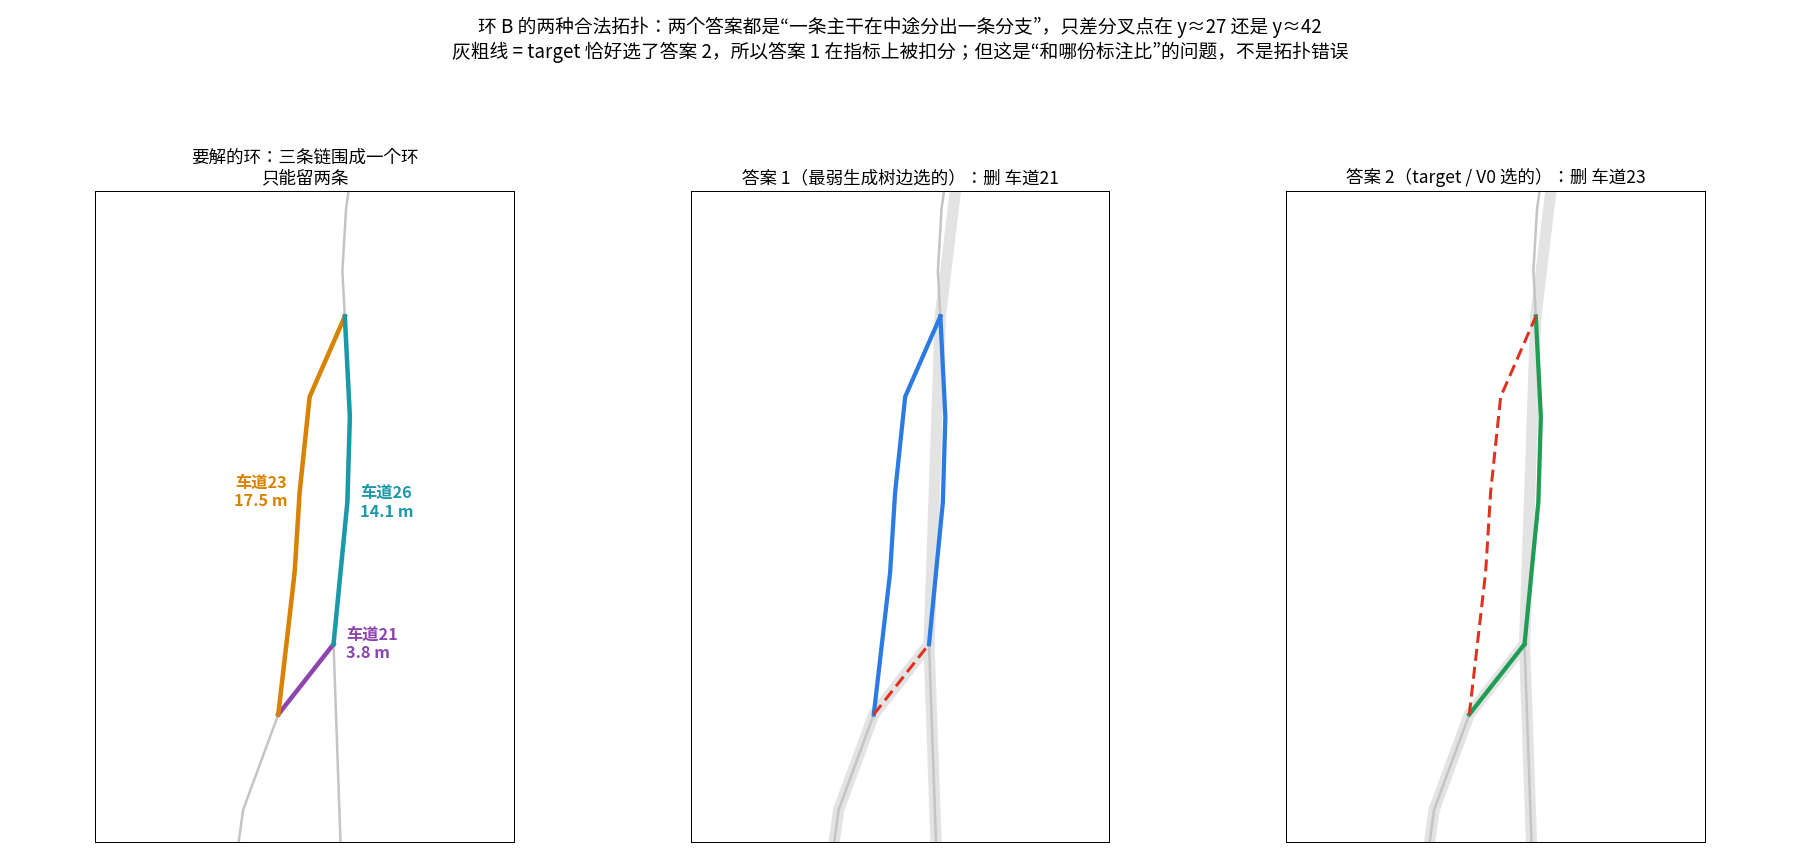 环 B 的两种合法拓扑：两个答案都是“一条主干在中途分出一条分支”，只差分叉点在 y≈27 还是 y≈42
灰粗线 = target 恰好选了答案 2，所以答案 1 在指标上被扣分；但这是“和哪份标注比”的问题，不是拓扑错误
要解的环：三条链围成一个环
只能留两条
车道23
17.5 m
车道26
14.1 m
车道21
3.8 m
答案 1（最弱生成树边选的）：删 车道21
答案 2（target / V0 选的）：删 车道23